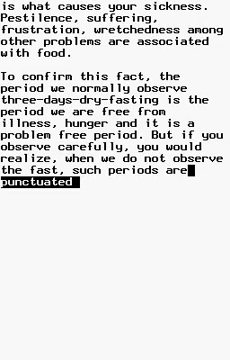 is what causes your sickness.
Pestilence, suffering,
frustration, wretchedness among
other problems are associated
with food.
To confirm this fact, the
period we normally observe
three-days-dry-fasting is the
period we are free from
illness, hunger and it is a
problem free period. But if you
observe carefully, you would
realize, when we do not observe
the fast, such periods are
punctuated